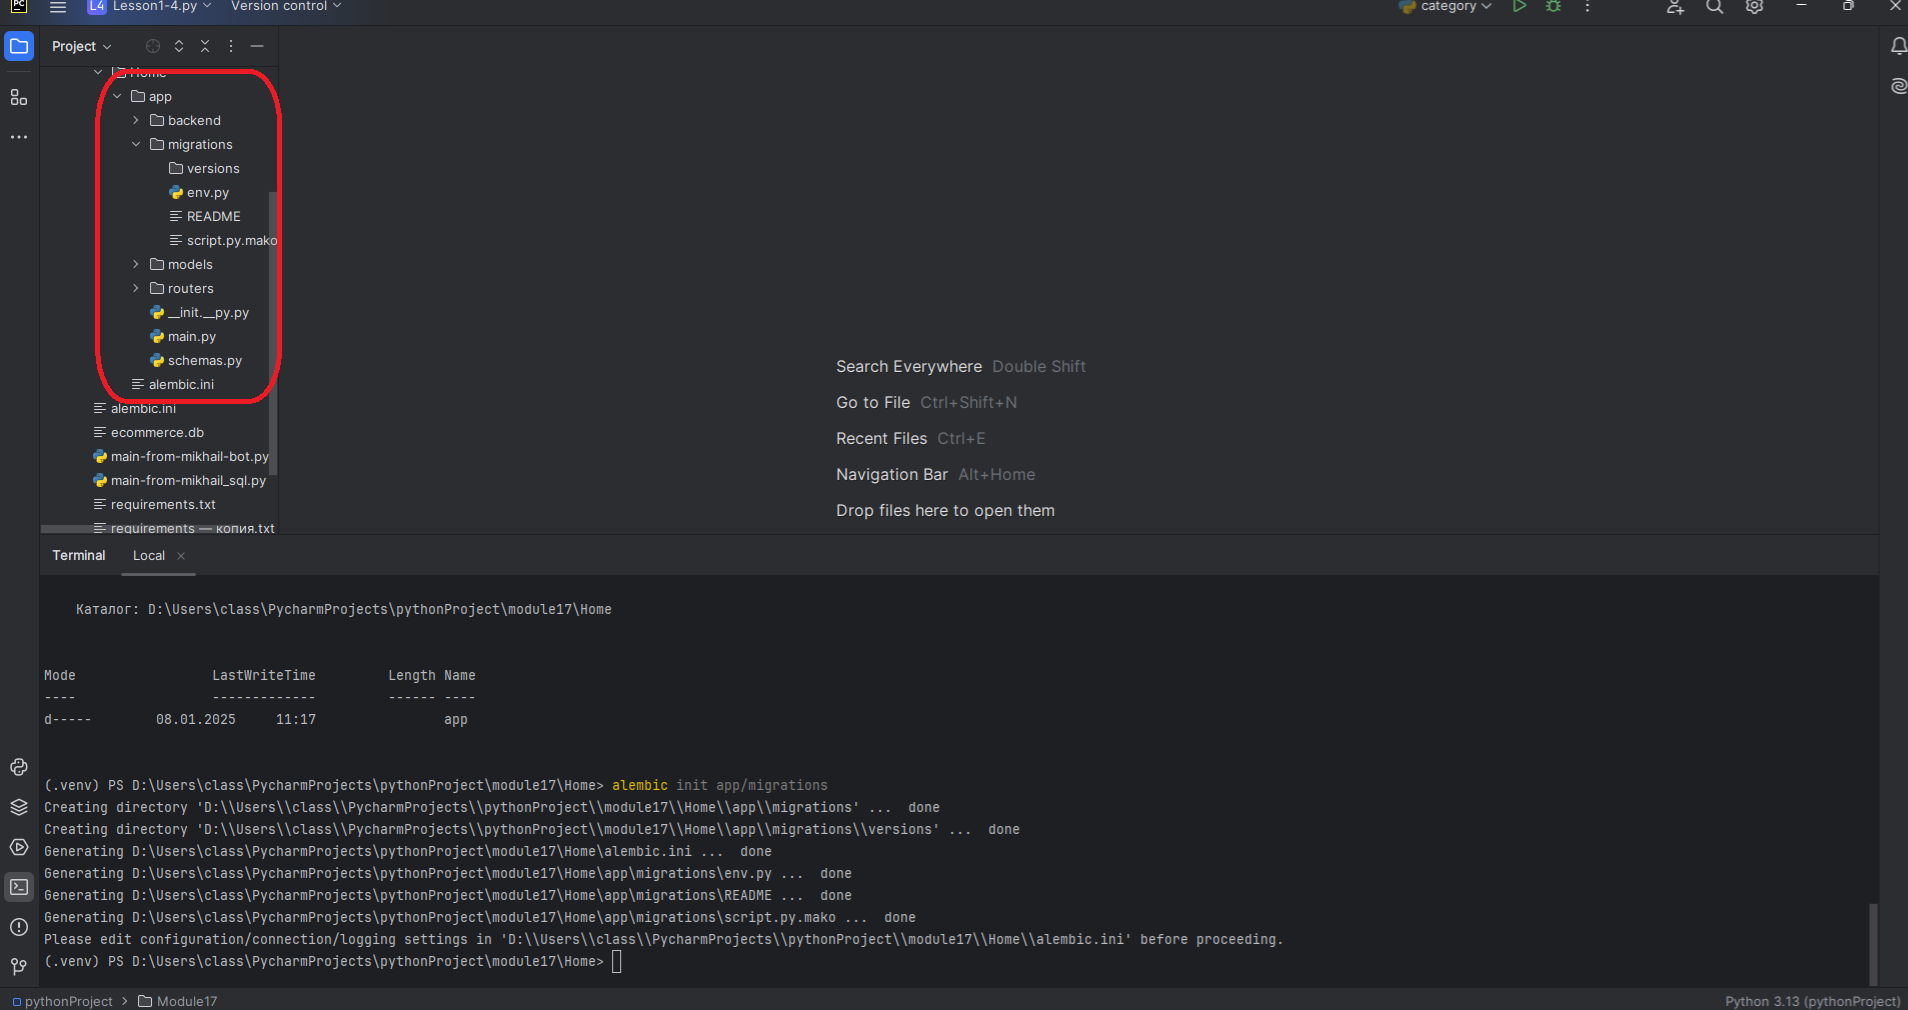 PC
L4 Lesson1-4.py
Version control
category
Project
Home
app
backend
migrations
versions
env.py
README
script.py.mako
models
routers
__init.__py.py
main.py
schemas.py
alembic.ini
alembic.ini
ecommerce.db
main-from-mikhail-bot.py
main-from-mikhail_sql.py
requirements.txt
requirements — копия.txt
Search Everywhere Double Shift
Go to File Ctrl+Shift+N
Recent Files Ctrl+E
Navigation Bar Alt+Home
Drop files here to open them
Terminal Local
Каталог: D:\Users\class\PycharmProjects\pythonProject\module17\Home
Mode LastWriteTime Length Name
---- ------------- ------ ----
d----- 08.01.2025 11:17 app
(.venv) PS D:\Users\class\PycharmProjects\pythonProject\module17\Home> alembic init app/migrations
Creating directory 'D:\\Users\\class\\PycharmProjects\\pythonProject\\module17\\Home\\app\\migrations' ... done
Creating directory 'D:\\Users\\class\\PycharmProjects\\pythonProject\\module17\\Home\\app\\migrations\\versions' ... done
Generating D:\Users\class\PycharmProjects\pythonProject\module17\Home\alembic.ini ... done
Generating D:\Users\class\PycharmProjects\pythonProject\module17\Home\app\migrations\env.py ... done
Generating D:\Users\class\PycharmProjects\pythonProject\module17\Home\app\migrations\README ... done
Generating D:\Users\class\PycharmProjects\pythonProject\module17\Home\app\migrations\script.py.mako ... done
Please edit configuration/connection/logging settings in 'D:\\Users\\class\\PycharmProjects\\pythonProject\\module17\\Home\\alembic.ini' before proceeding.
(.venv) PS D:\Users\class\PycharmProjects\pythonProject\module17\Home>
pythonProject > Module17
Python 3.13 (pythonProject)